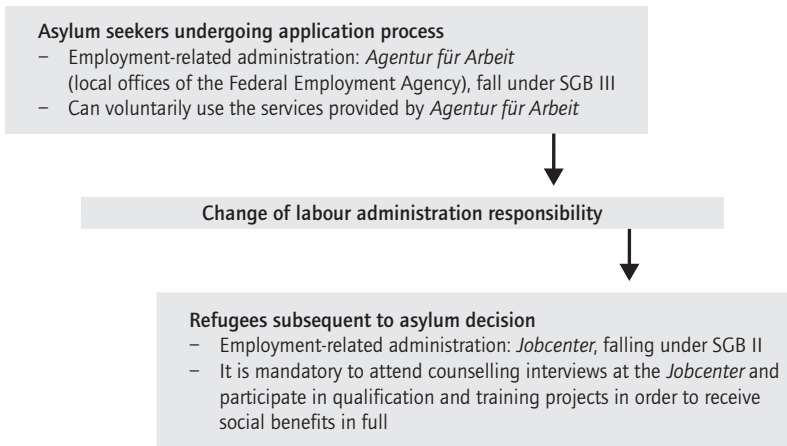 Asylum seekers undergoing application process
– Employment-related administration: Agentur für Arbeit
(local offices of the Federal Employment Agency), fall under SGB III
– Can voluntarily use the services provided by Agentur für Arbeit
Change of labour administration responsibility
Refugees subsequent to asylum decision
– Employment-related administration: Jobcenter, falling under SGB II
– It is mandatory to attend counselling interviews at the Jobcenter and
participate in qualification and training projects in order to receive
social benefits in full